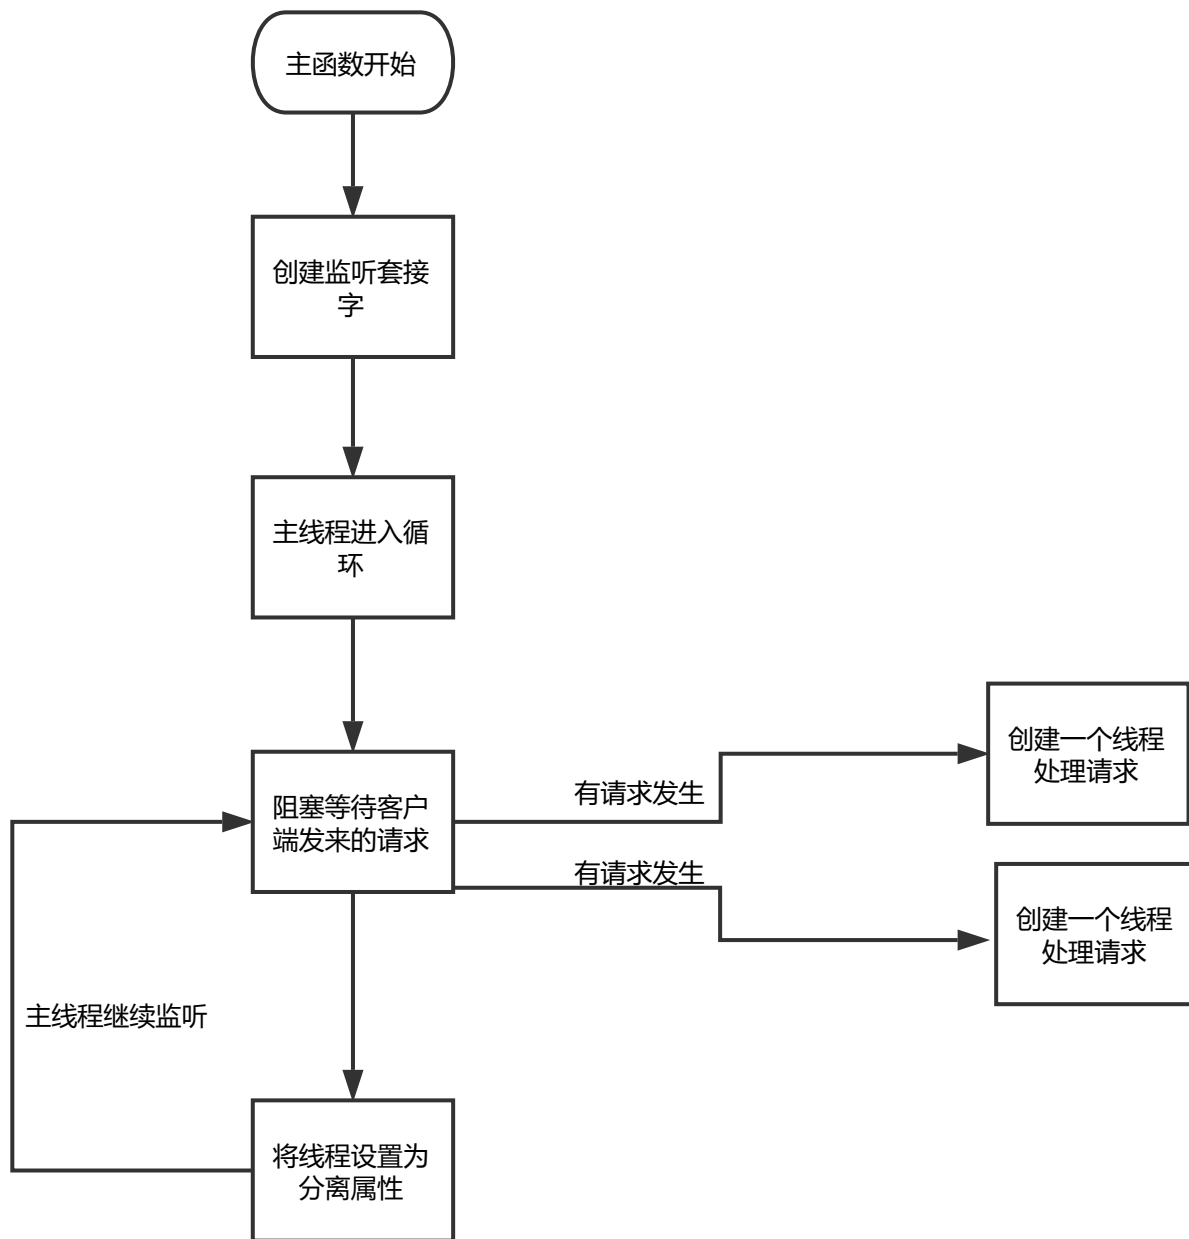 主函数开始
创建监听套接
字
主线程进入循
环
阻塞等待客户
端发来的请求
有请求发生
创建一个线程
处理请求
有请求发生
创建一个线程
处理请求
主线程继续监听
将线程设置为
分离属性